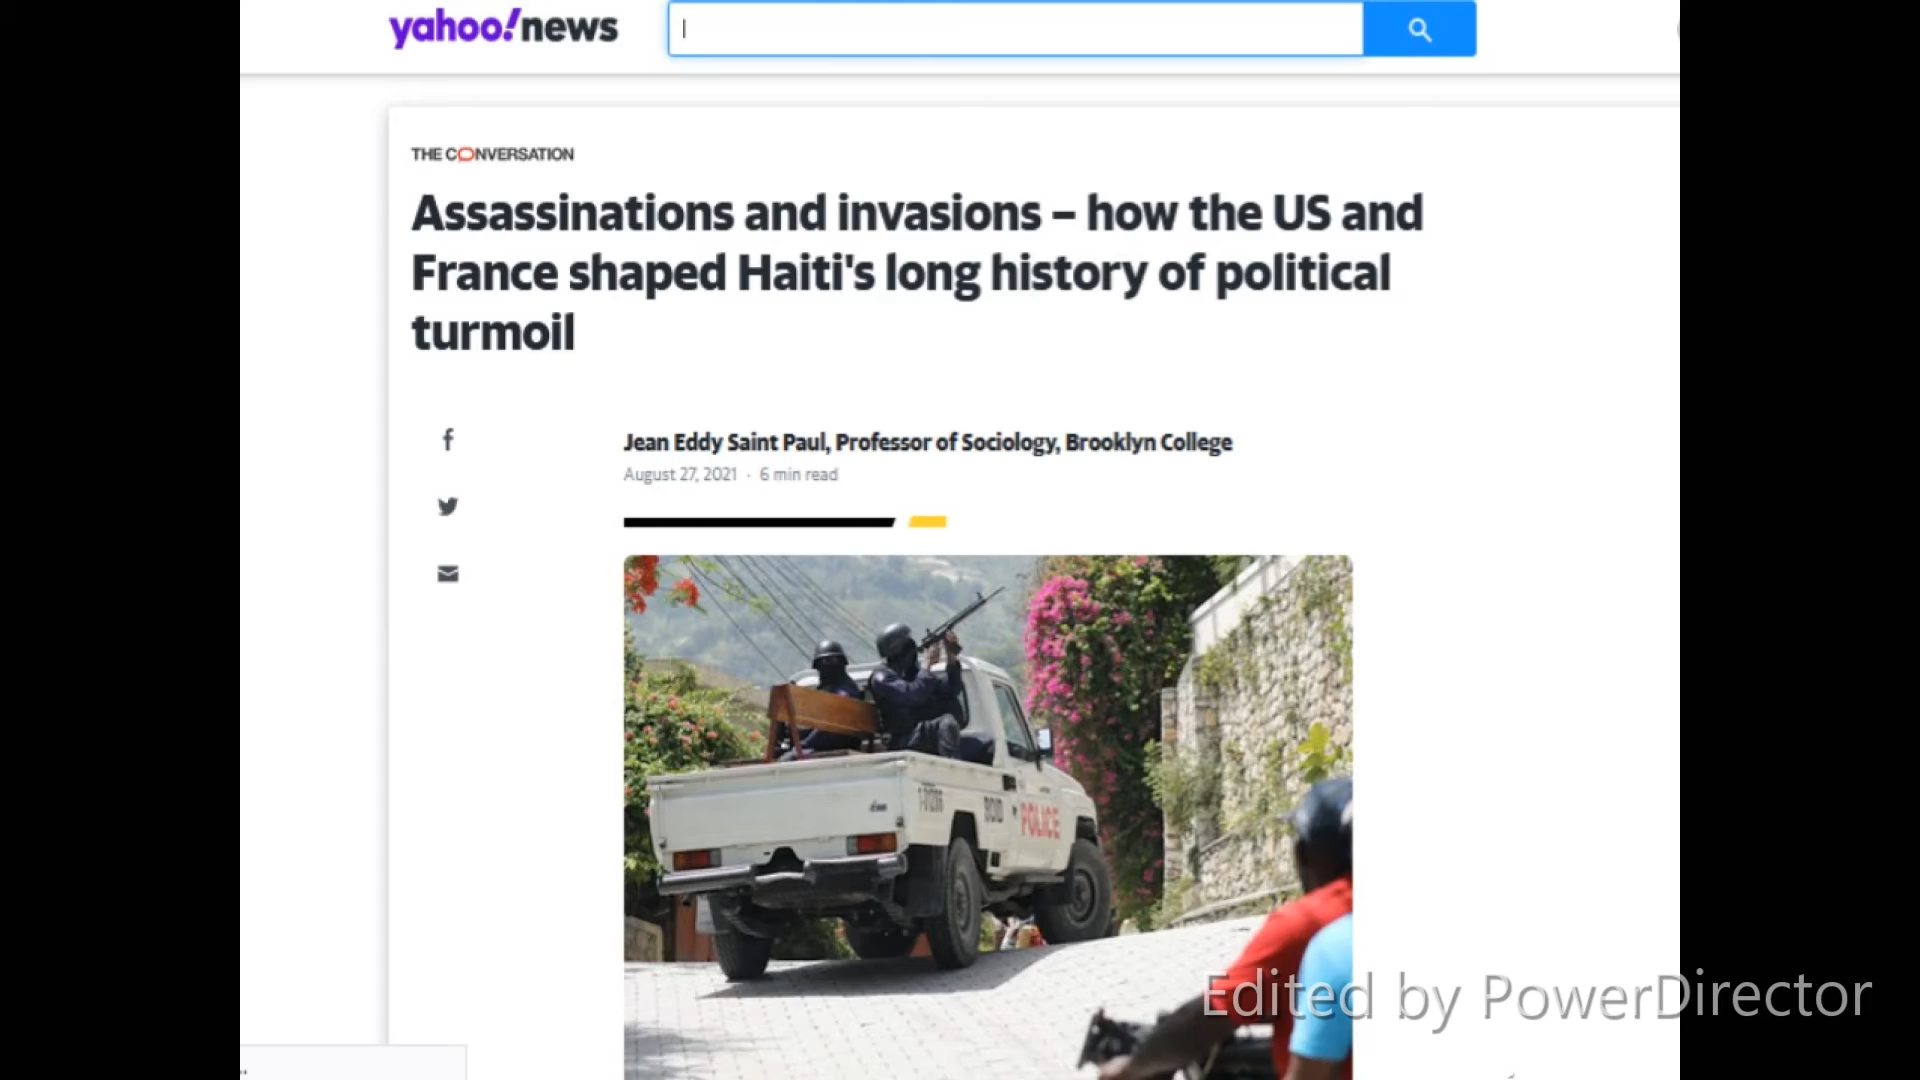 yahoo!news
THE CONVERSATION
Assassinations and invasions – how the US and
France shaped Haiti's long history of political
turmoil
Jean Eddy Saint Paul, Professor of Sociology, Brooklyn College
August 27, 2021 · 6 min read
BOID
POLICE
Edited by PowerDirector